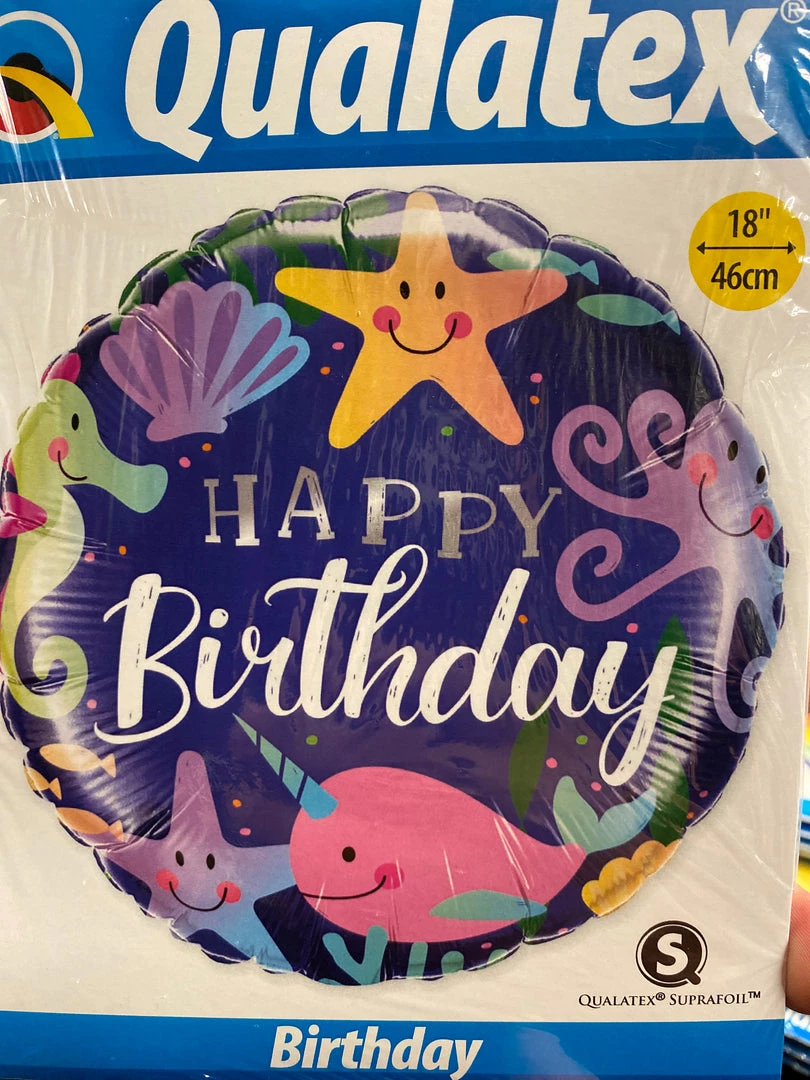 Qualatex®
18"
46cm
HAPPY
Birthday
S
QUALATEX® SUPRAFOIL™
Birthday